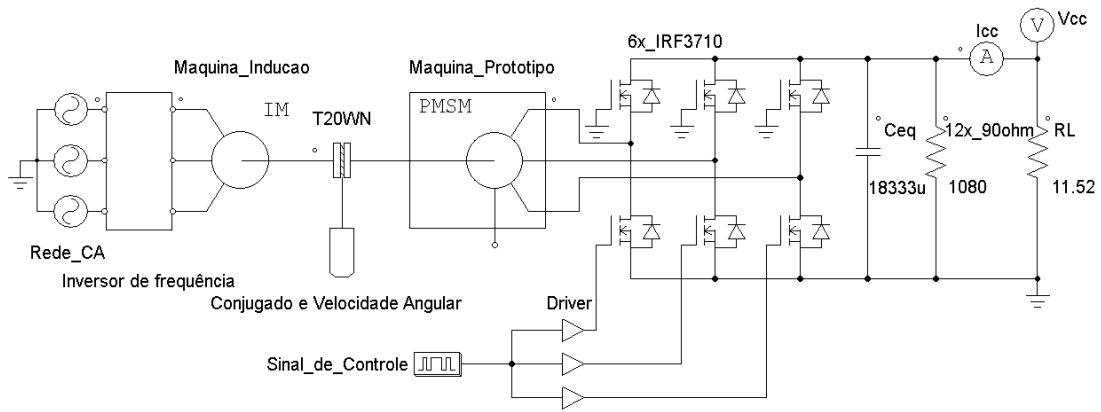 Vcc
Icc
V
6x_IRF3710
A
Maquina_Inducao
Maquina_Prototipo
IM
T20WN
PMSM
Ceq
12x_90ohm
RL
18333u
1080
11.52
Rede_CA
Inversor de frequência
Conjugado e Velocidade Angular
Driver
Sinal_de_Controle